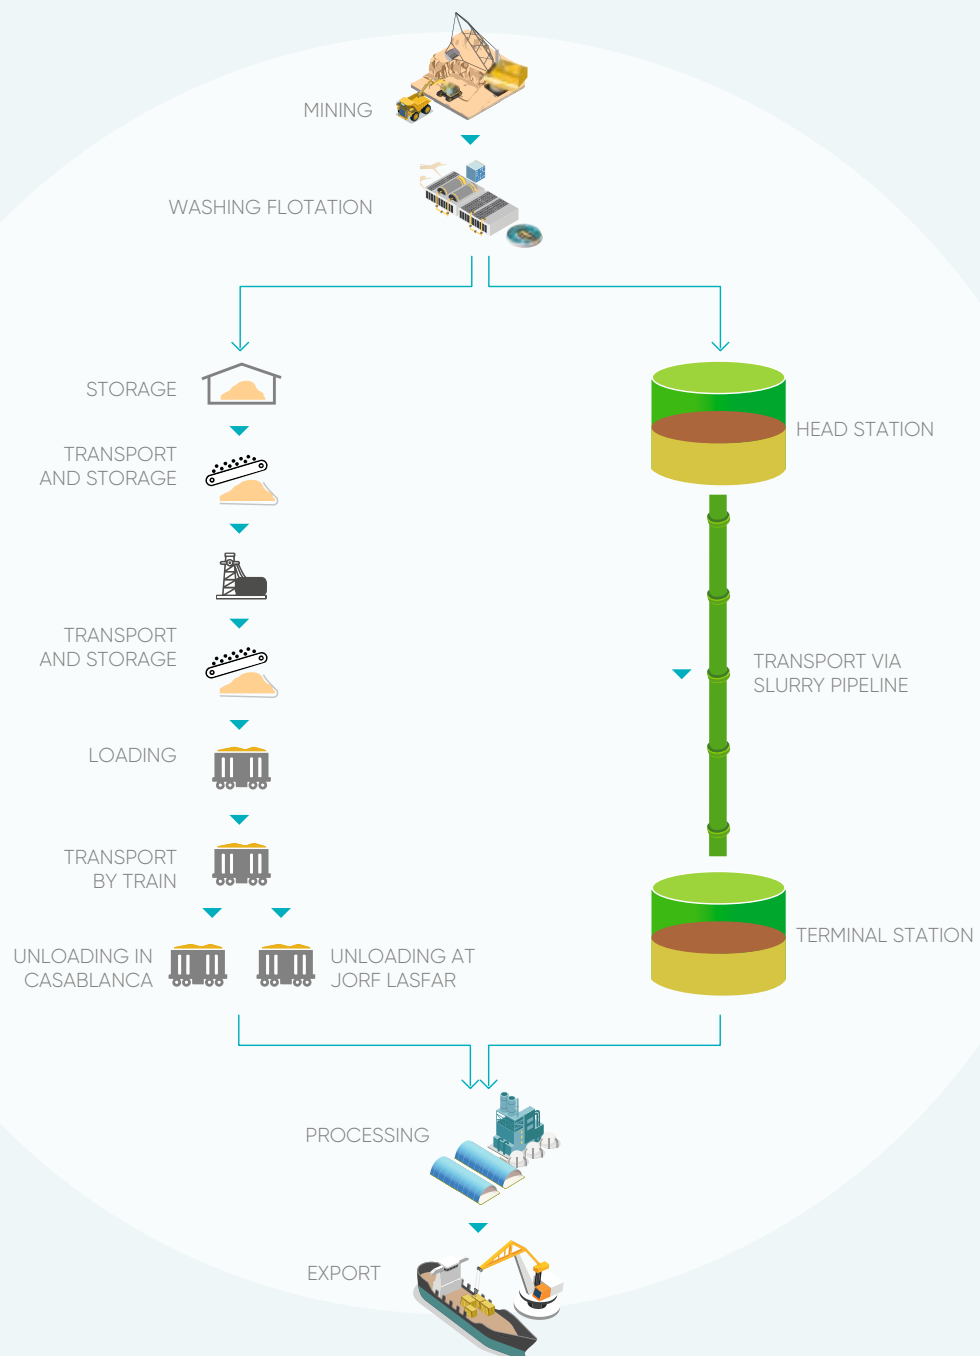 MINING
WASHING FLOTATION
STORAGE
TRANSPORT
AND STORAGE
TRANSPORT
AND STORAGE
LOADING
TRANSPORT
BY TRAIN
UNLOADING IN
CASABLANCA
UNLOADING AT
JORF LASFAR
HEAD STATION
TRANSPORT VIA
SLURRY PIPELINE
TERMINAL STATION
PROCESSING
EXPORT